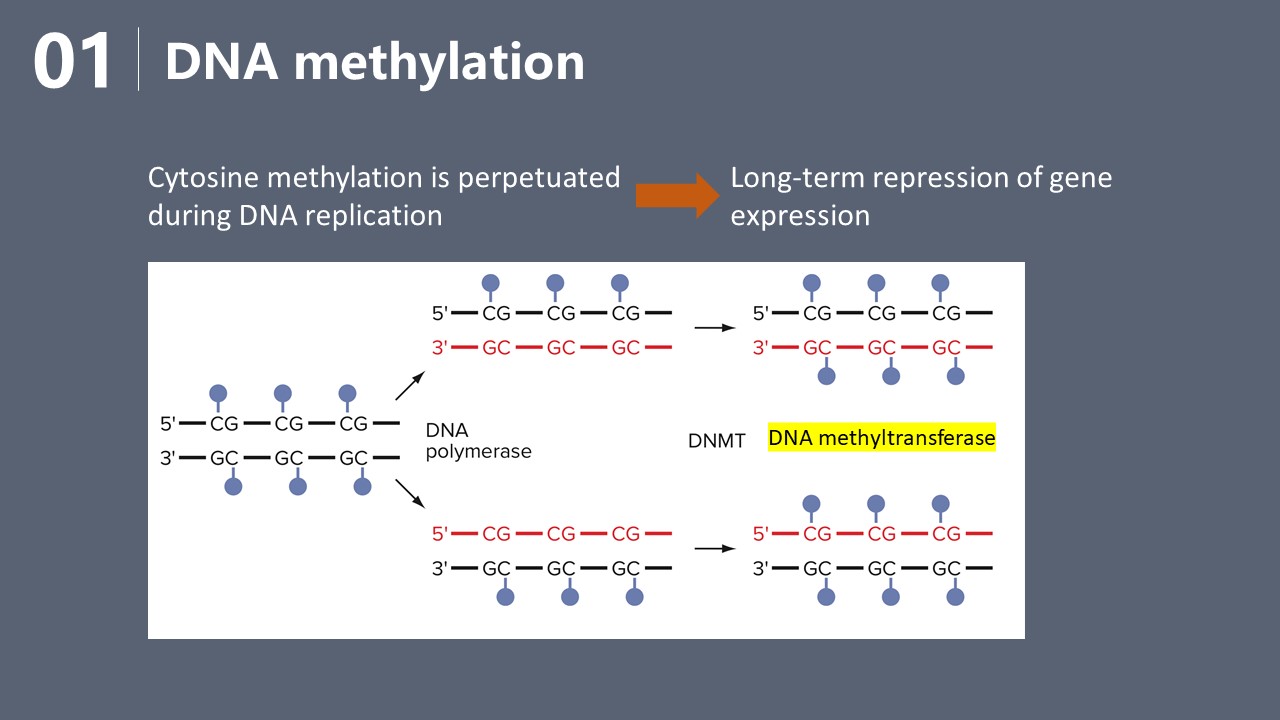 01 DNA methylation
Cytosine methylation is perpetuated
during DNA replication
Long-term repression of gene
expression
5' CG CG CG
3' GC GC GC
DNA
polymerase
5' CG CG CG
3' GC GC GC
5' CG CG CG
3' GC GC GC
DNMT
DNA methyltransferase
5' CG CG CG
3' GC GC GC
5' CG CG CG
3' GC GC GC